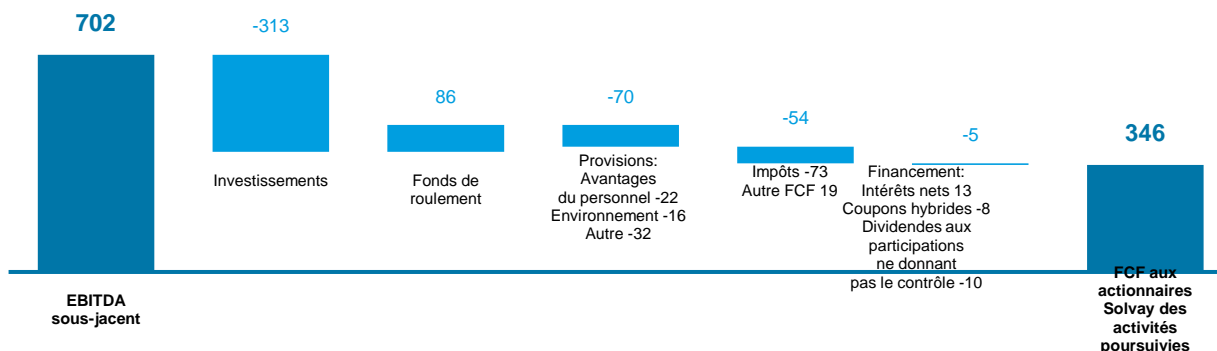 702
-313
86
-70
-54
-5
346
EBITDA
sous-jacent
Investissements
Fonds de
roulement
Provisions:
Avantages
du personnel -22
Environnement -16
Autre -32
Impôts -73
Autre FCF 19
Financement:
Intérêts nets 13
Coupons hybrides -8
Dividendes aux
participations
ne donnant
pas le contrôle -10
FCF aux
actionnaires
Solvay des
activités
poursuivies